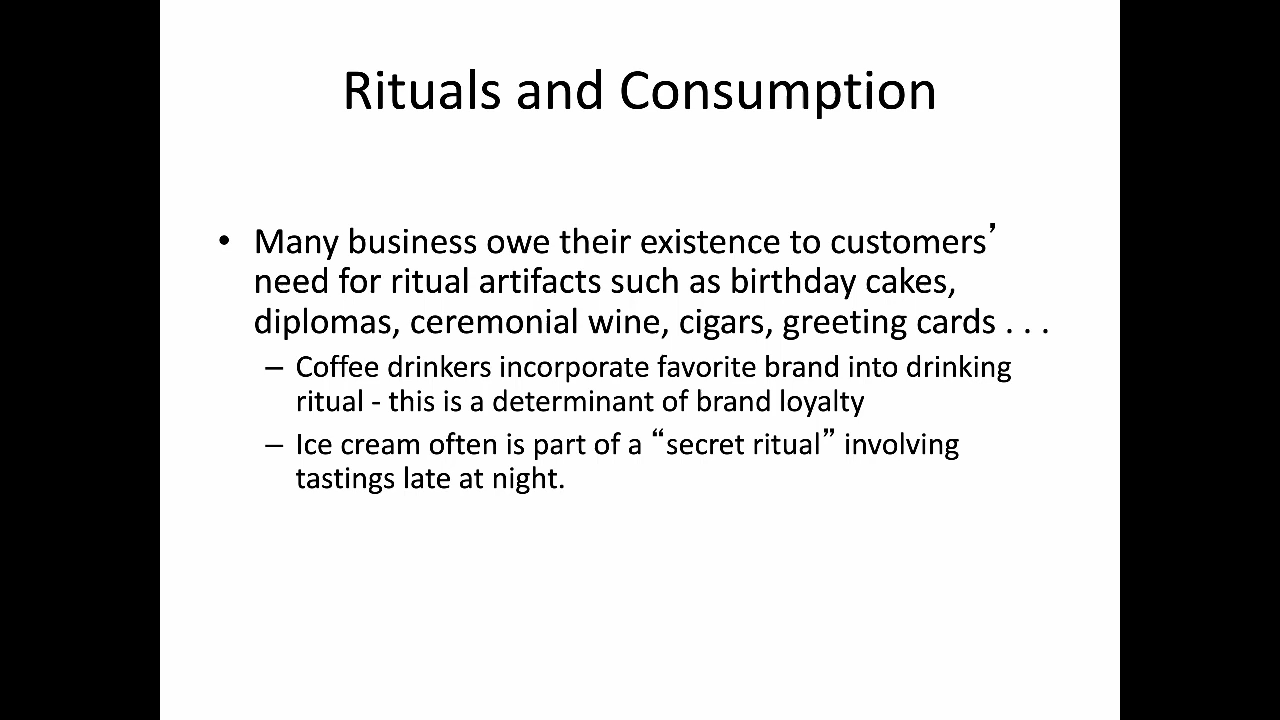 Rituals and Consumption
• Many business owe their existence to customers’
need for ritual artifacts such as birthday cakes,
diplomas, ceremonial wine, cigars, greeting cards . . .
– Coffee drinkers incorporate favorite brand into drinking
ritual - this is a determinant of brand loyalty
– Ice cream often is part of a “secret ritual” involving
tastings late at night.